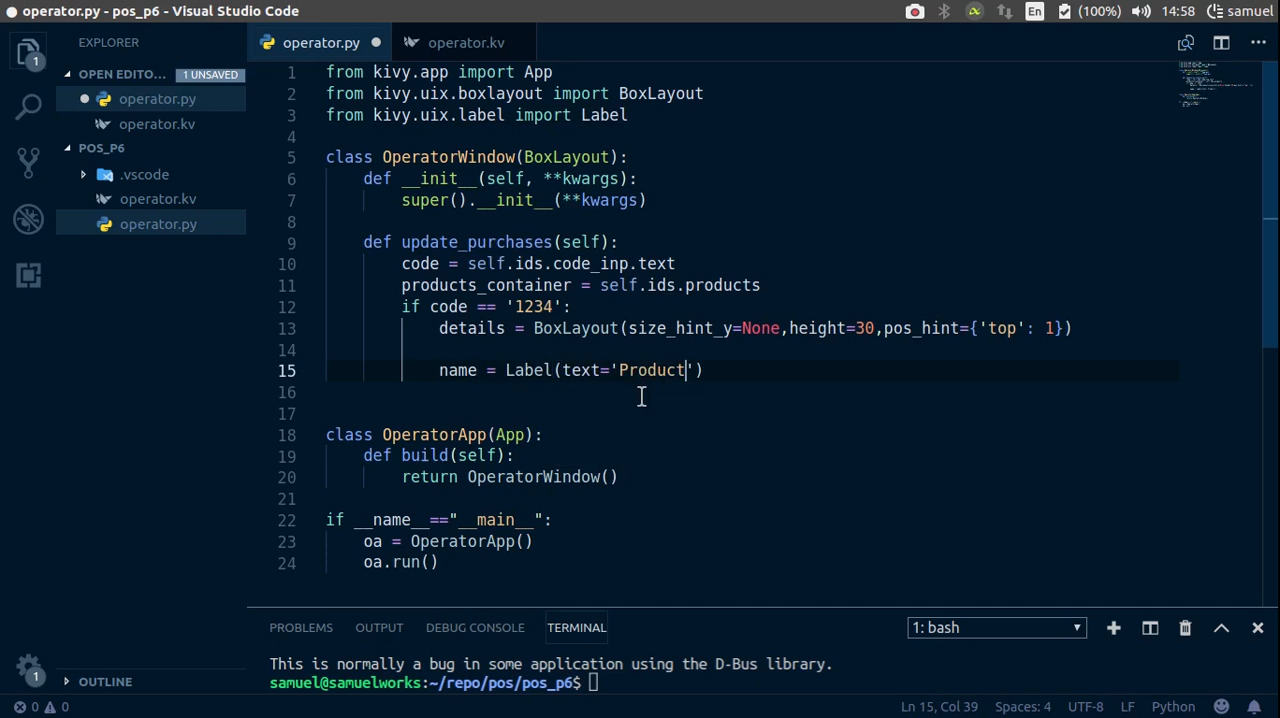 operator.py - pos_p6 - Visual Studio Code
En (100%) 14:58 samuel
EXPLORER
OPEN EDITO... 1 UNSAVED
operator.py
operator.kv
POS_P6
.vscode
operator.kv
operator.py
OUTLINE
1
1
operator.py operator.kv
1 from kivy.app import App
2 from kivy.uix.boxlayout import BoxLayout
3 from kivy.uix.label import Label
4
5 class OperatorWindow(BoxLayout):
6 def __init__(self, **kwargs):
7 super().__init__(**kwargs)
8
9 def update_purchases(self):
10 code = self.ids.code_inp.text
11 products_container = self.ids.products
12 if code == '1234':
13 details = BoxLayout(size_hint_y=None,height=30,pos_hint={'top': 1})
14
15 name = Label(text='Product')
16
17
18 class OperatorApp(App):
19 def build(self):
20 return OperatorWindow()
21
22 if __name__=="__main__":
23 oa = OperatorApp()
24 oa.run()
PROBLEMS OUTPUT DEBUG CONSOLE TERMINAL 1: bash
This is normally a bug in some application using the D-Bus library.
samuel@samuelworks:~/repo/pos/pos_p6$
0 0 Ln 15, Col 39 Spaces: 4 UTF-8 LF Python